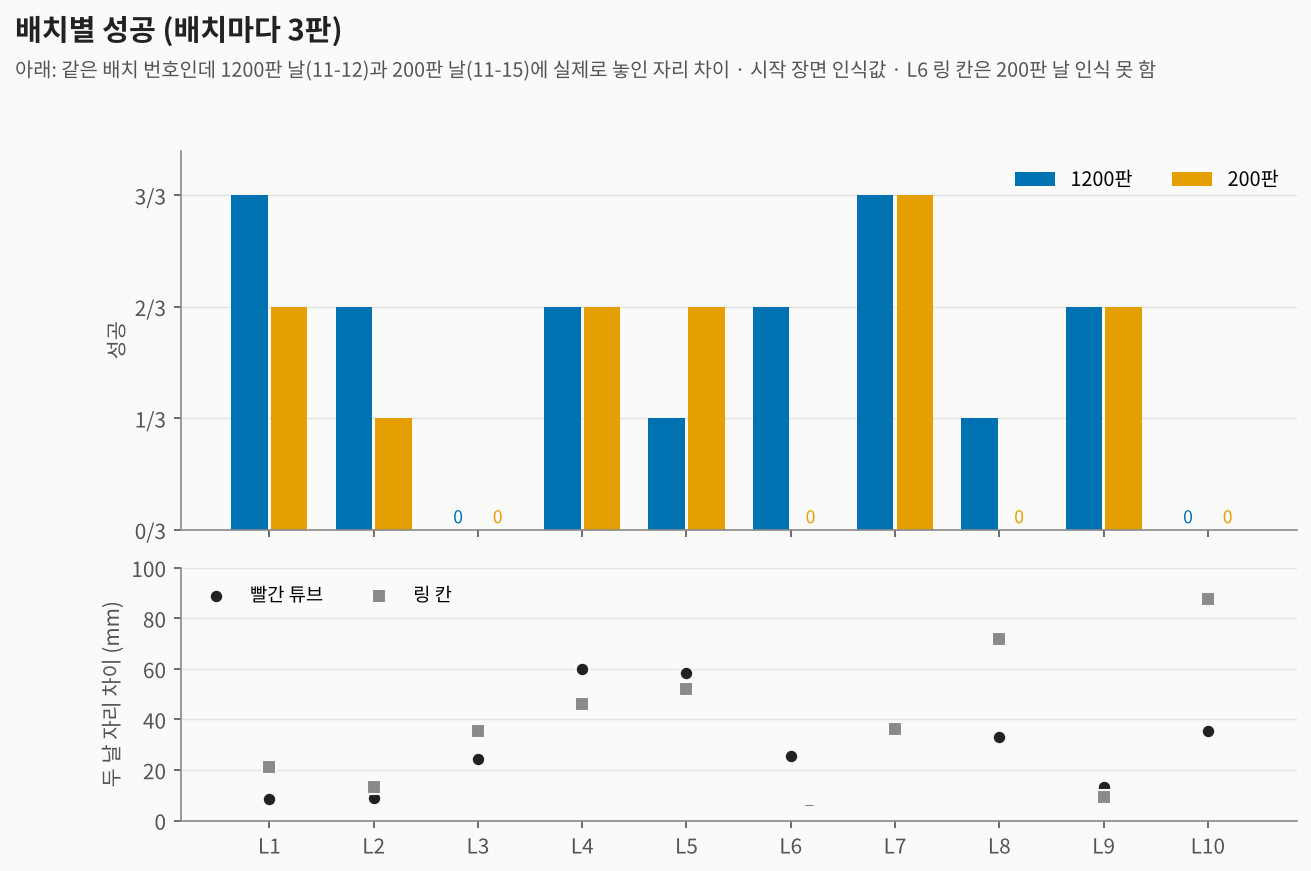 배치별 성공 (배치마다 3판)
아래: 같은 배치 번호인데 1200판 날(11-12)과 200판 날(11-15)에 실제로 놓인 자리 차이 · 시작 장면 인식값 · L6 링 칸은 200판 날 인식 못 함
1200판 200판
성공
3/3
2/3
1/3
0/3
0 0 0 0 0 0
빨간 튜브 링 칸
두 날 자리 차이 (mm)
100
80
60
40
20
0
–
L1 L2 L3 L4 L5 L6 L7 L8 L9 L10